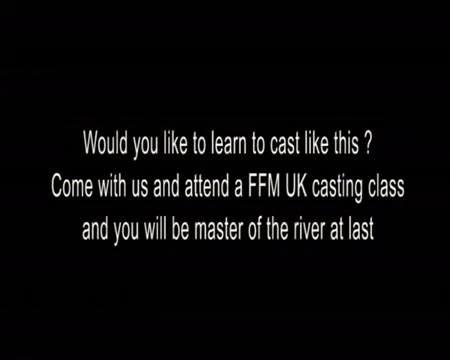 Would you like to learn to cast like this ?
Come with us and attend a FFM UK casting class
and you will be master of the river at last